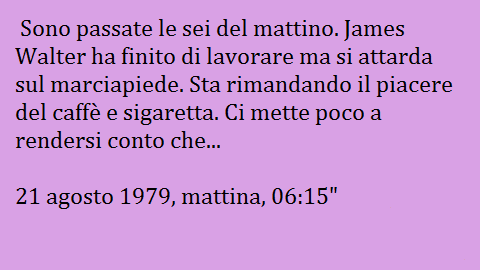 Sono passate le sei del mattino. James
Walter ha finito di lavorare ma si attarda
sul marciapiede. Sta rimandando il piacere
del caffè e sigaretta. Ci mette poco a
rendersi conto che...
21 agosto 1979, mattina, 06:15"